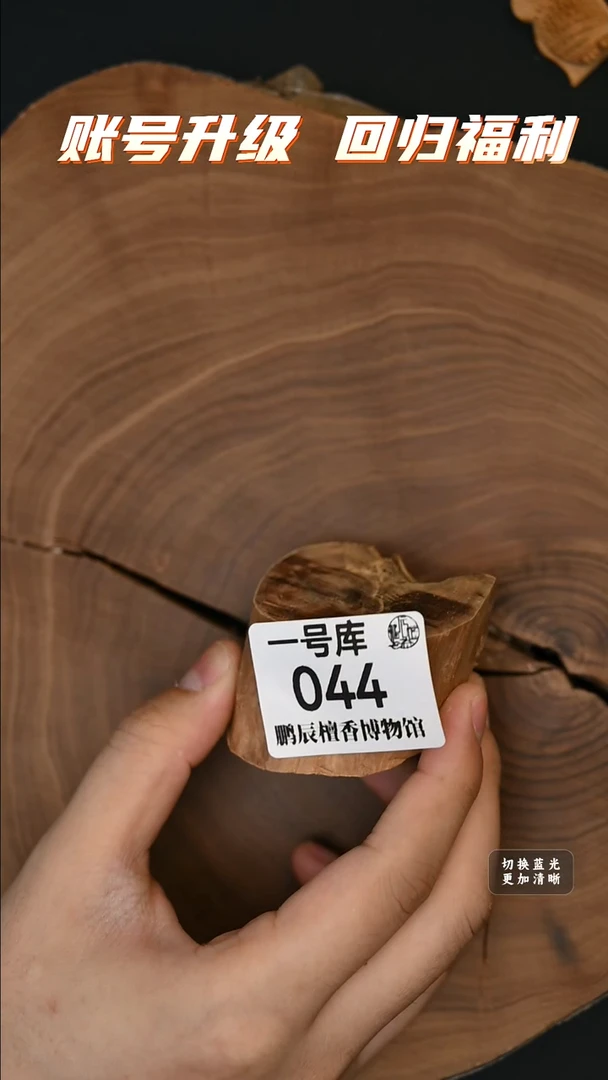 账号升级 回归福利
一号库
044
鹏辰檀香博物馆
切换蓝光
更加清晰